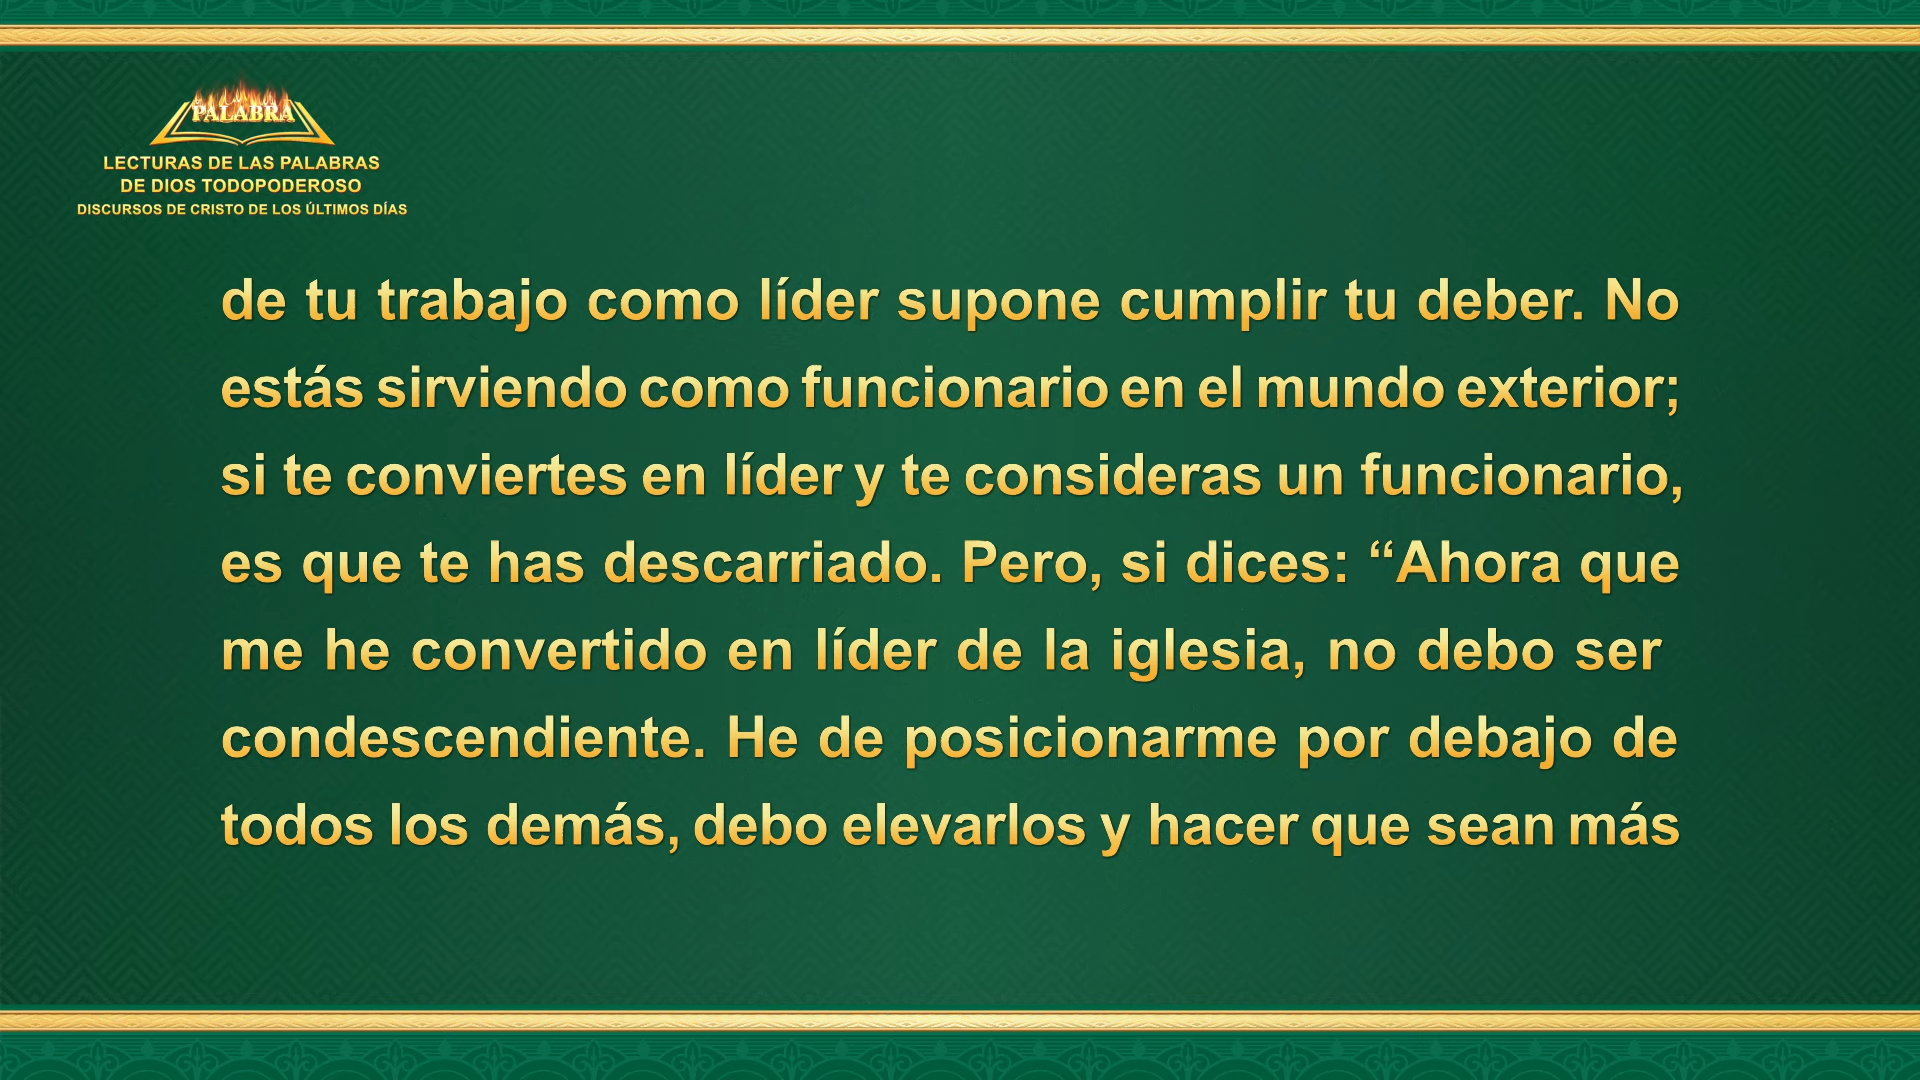 PALABRA
LECTURAS DE LAS PALABRAS
DE DIOS TODOPODEROSO
DISCURSOS DE CRISTO DE LOS ÚLTIMOS DÍAS
de tu trabajo como líder supone cumplir tu deber. No
estás sirviendo como funcionario en el mundo exterior;
si te conviertes en líder y te consideras un funcionario,
es que te has descarriado. Pero, si dices: “Ahora que
me he convertido en líder de la iglesia, no debo ser
condescendiente. He de posicionarme por debajo de
todos los demás, debo elevarlos y hacer que sean más